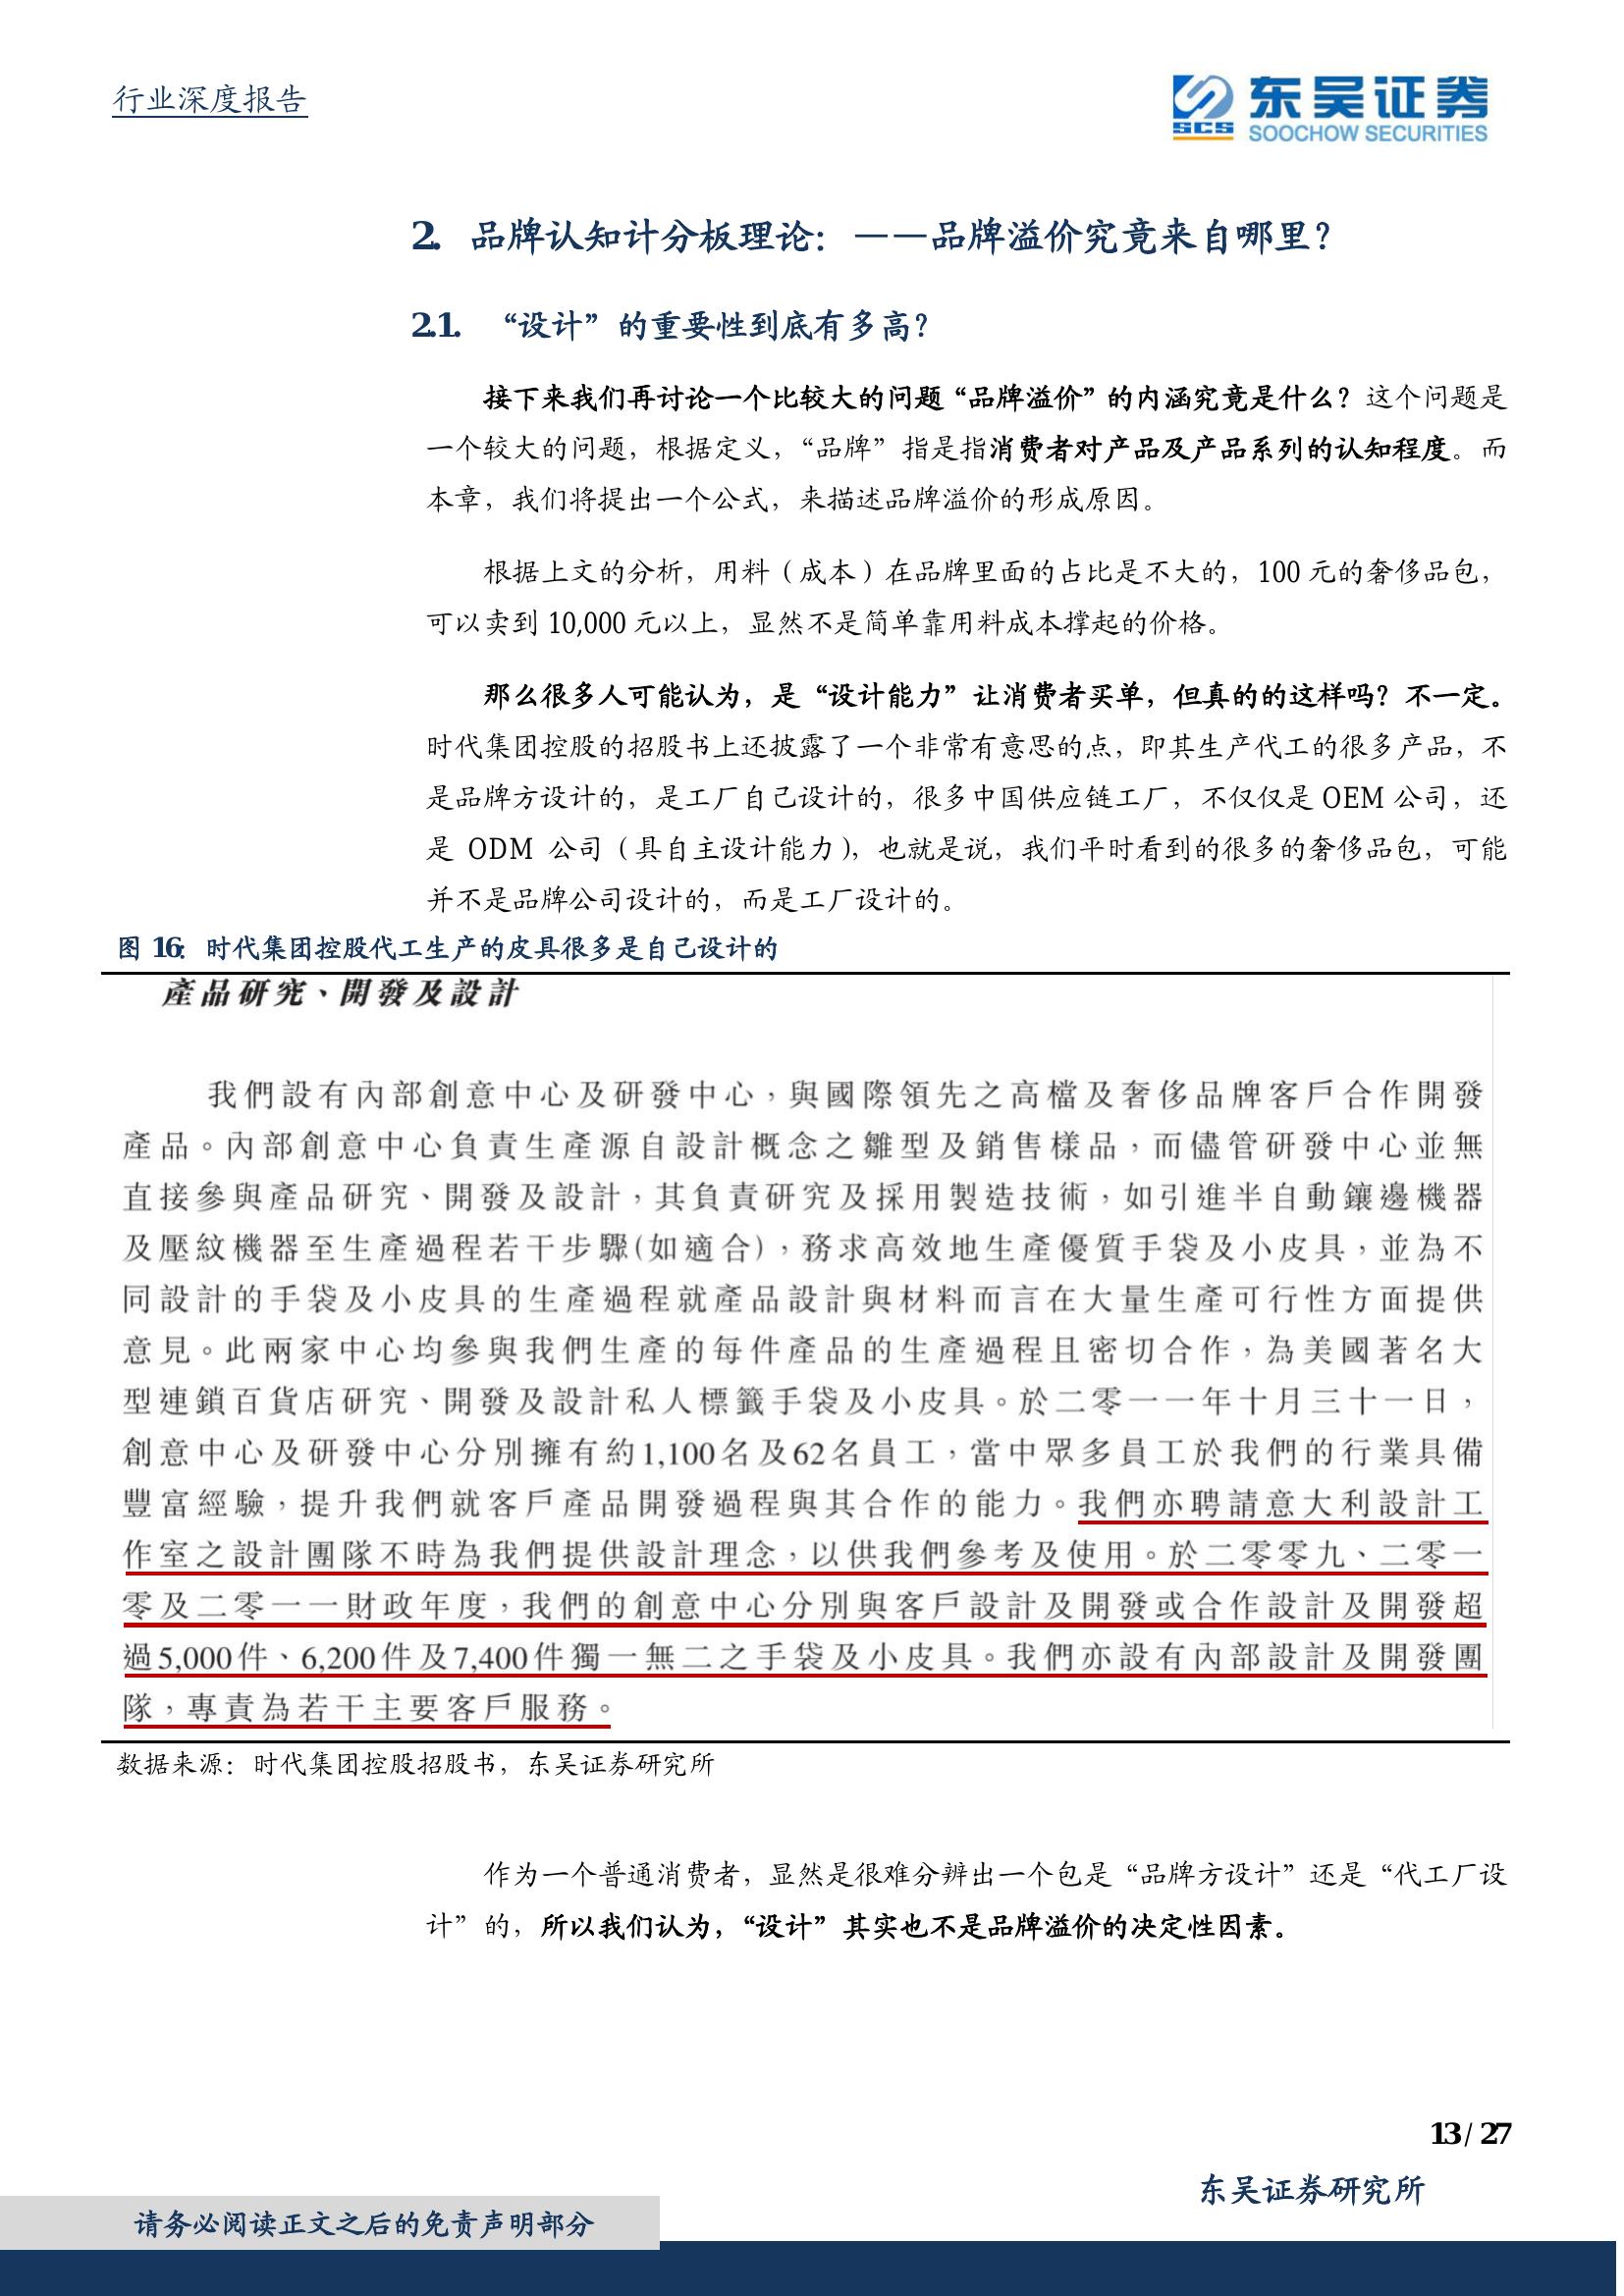 行业深度报告
SCS 东吴证券
SOOCHOW SECURITIES
2. 品牌认知计分板理论：——品牌溢价究竟来自哪里？
2.1. “设计”的重要性到底有多高？
接下来我们再讨论一个比较大的问题“品牌溢价”的内涵究竟是什么？这个问题是
一个较大的问题，根据定义，“品牌”指是指消费者对产品及产品系列的认知程度。而
本章，我们将提出一个公式，来描述品牌溢价的形成原因。
根据上文的分析，用料（成本）在品牌里面的占比是不大的，100 元的奢侈品包，
可以卖到 10,000 元以上，显然不是简单靠用料成本撑起的价格。
那么很多人可能认为，是“设计能力”让消费者买单，但真的的这样吗？不一定。
时代集团控股的招股书上还披露了一个非常有意思的点，即其生产代工的很多产品，不
是品牌方设计的，是工厂自己设计的，很多中国供应链工厂，不仅仅是 OEM 公司，还
是 ODM 公司（具自主设计能力），也就是说，我们平时看到的很多的奢侈品包，可能
并不是品牌公司设计的，而是工厂设计的。
图 16：时代集团控股代工生产的皮具很多是自己设计的
產品研究、開發及設計
我們設有內部創意中心及研發中心，與國際領先之高檔及奢侈品牌客戶合作開發
產品。內部創意中心負責生產源自設計概念之雛型及銷售樣品，而儘管研發中心並無
直接參與產品研究、開發及設計，其負責研究及採用製造技術，如引進半自動鑲邊機器
及壓紋機器至生產過程若干步驟(如適合)，務求高效地生產優質手袋及小皮具，並為不
同設計的手袋及小皮具的生產過程就產品設計與材料而言在大量生產可行性方面提供
意見。此兩家中心均參與我們生產的每件產品的生產過程且密切合作，為美國著名大
型連鎖百貨店研究、開發及設計私人標籤手袋及小皮具。於二零一一年十月三十一日，
創意中心及研發中心分別擁有約1,100名及62名員工，當中眾多員工於我們的行業具備
豐富經驗，提升我們就客戶產品開發過程與其合作的能力。我們亦聘請意大利設計工
作室之設計團隊不時為我們提供設計理念，以供我們參考及使用。於二零零九、二零一
零及二零一一財政年度，我們的創意中心分別與客戶設計及開發或合作設計及開發超
過5,000件、6,200件及7,400件獨一無二之手袋及小皮具。我們亦設有內部設計及開發團
隊，專責為若干主要客戶服務。
数据来源：时代集团控股招股书，东吴证券研究所
作为一个普通消费者，显然是很难分辨出一个包是“品牌方设计”还是“代工厂设
计”的，所以我们认为，“设计”其实也不是品牌溢价的决定性因素。
13 / 27
东吴证券研究所
请务必阅读正文之后的免责声明部分